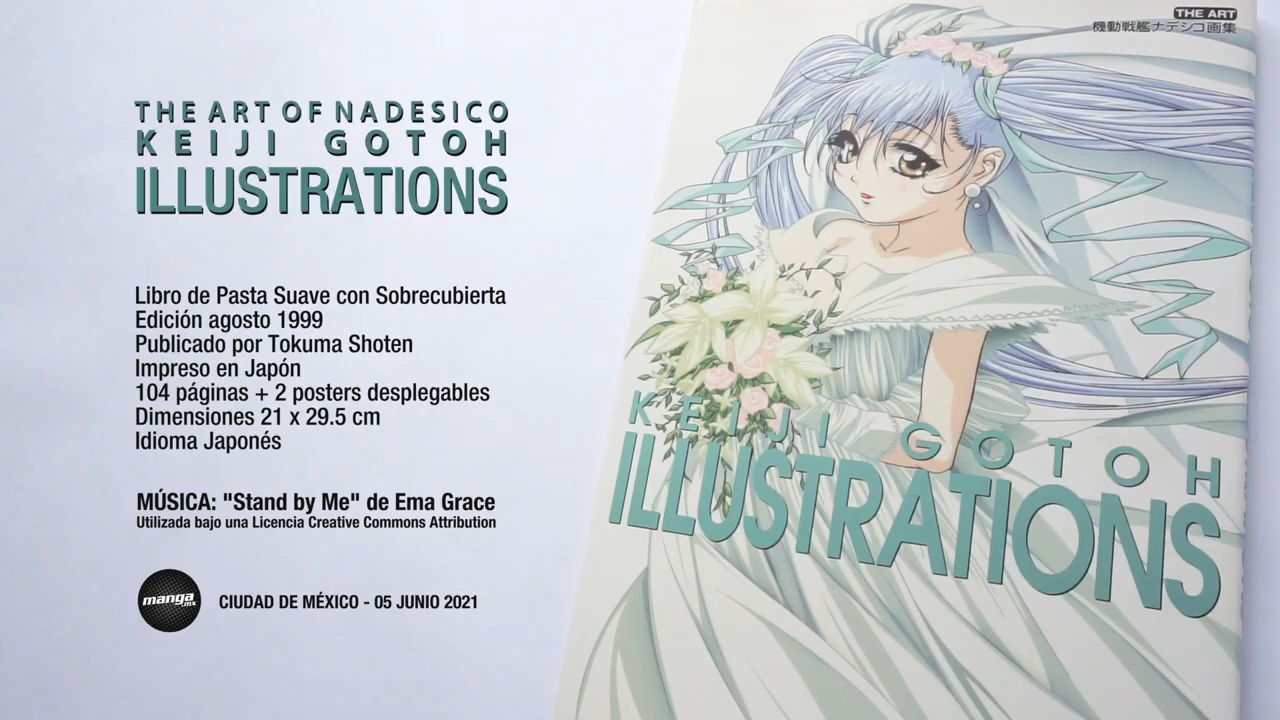 THE ART OF NADESICO
KEIJI GOTOH
ILLUSTRATIONS
Libro de Pasta Suave con Sobrecubierta
Edición agosto 1999
Publicado por Tokuma Shoten
Impreso en Japón
104 páginas + 2 posters desplegables
Dimensiones 21 x 29.5 cm
Idioma Japonés
MÚSICA: "Stand by Me" de Ema Grace
Utilizada bajo una Licencia Creative Commons Attribution
manga.mx
CIUDAD DE MÉXICO - 05 JUNIO 2021
THE ART
機動戦艦ナデシコ画集
KEIJI GOTOH
ILLUSTRATIONS